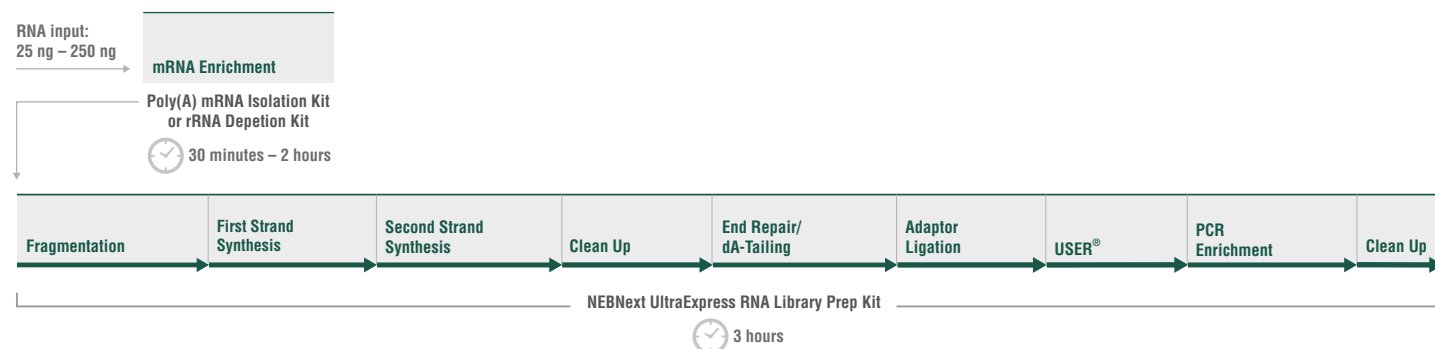 RNA input:
25 ng – 250 ng
mRNA Enrichment
Poly(A) mRNA Isolation Kit
or rRNA Depetion Kit
30 minutes – 2 hours
Fragmentation
First Strand
Synthesis
Second Strand
Synthesis
Clean Up
End Repair/
dA-Tailing
Adaptor
Ligation
USER®
PCR
Enrichment
Clean Up
NEBNext UltraExpress RNA Library Prep Kit
3 hours